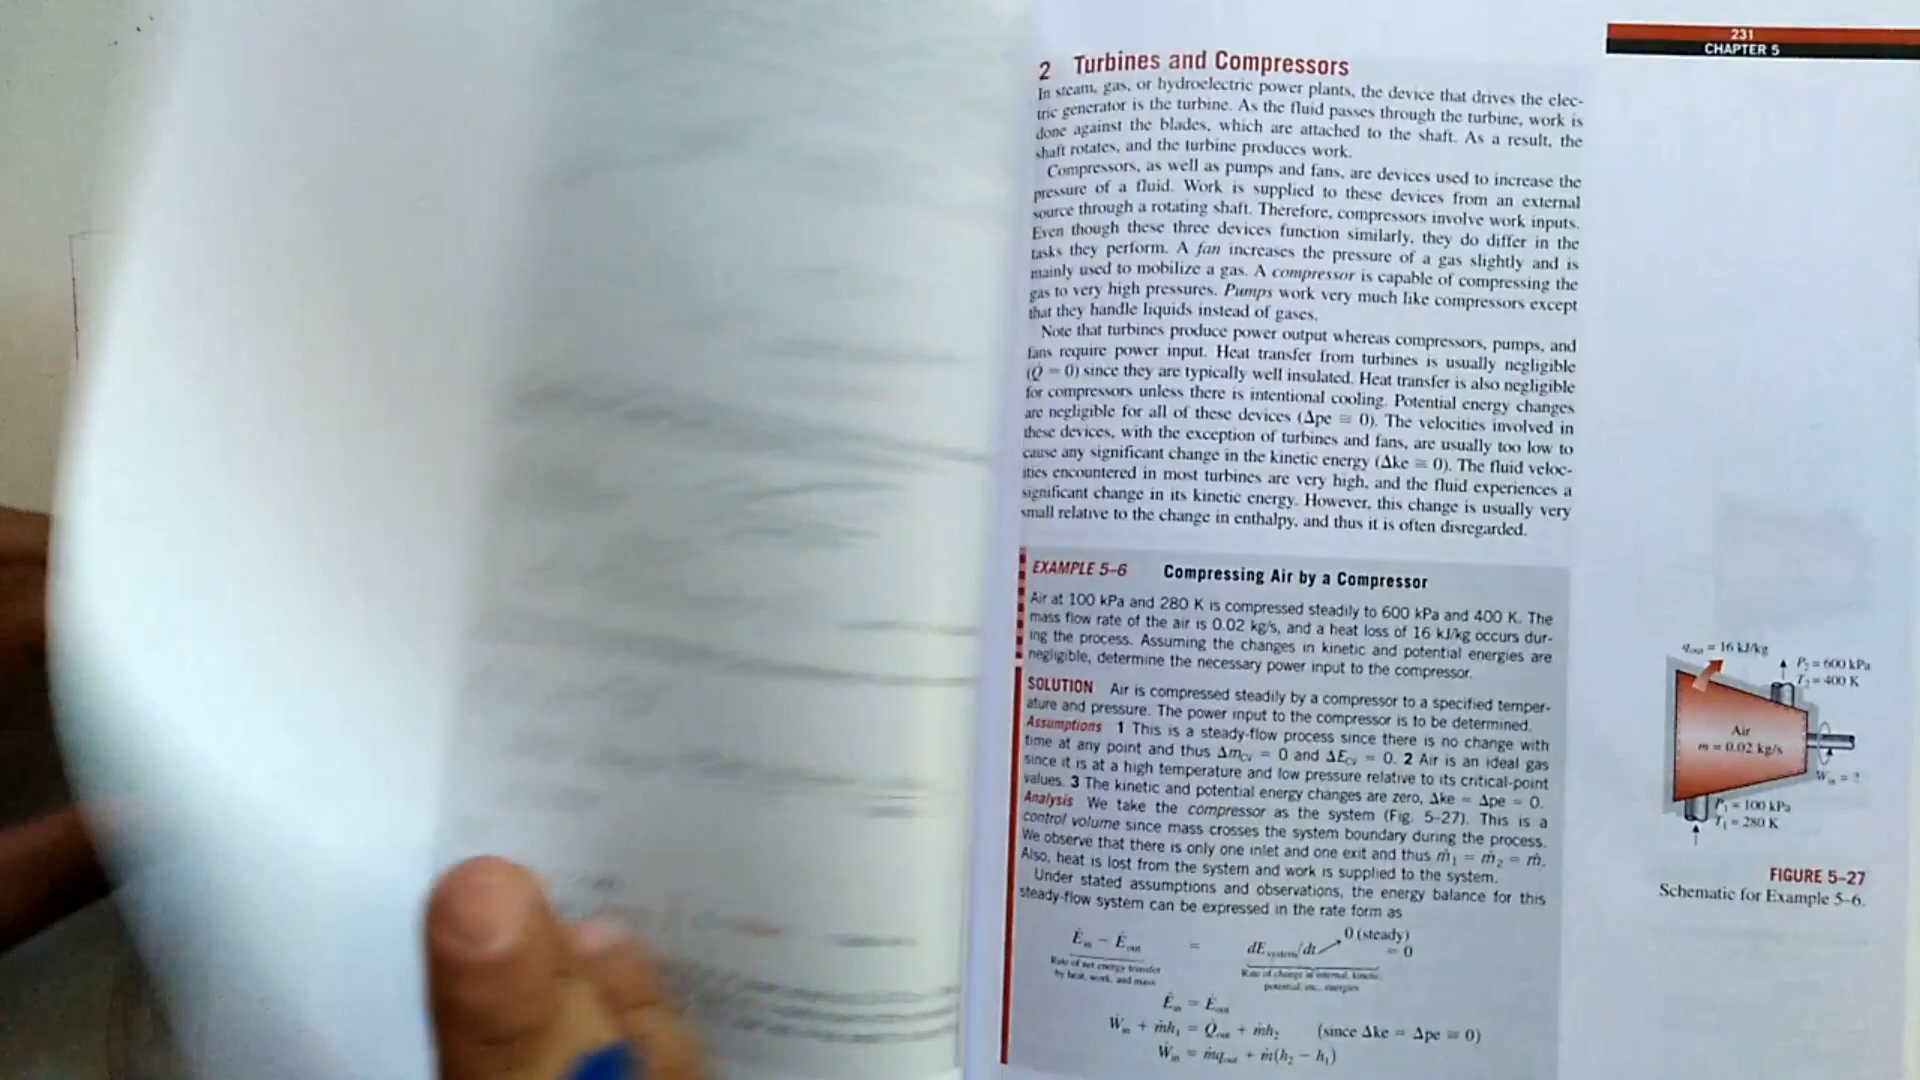 231
CHAPTER 5
2 Turbines and Compressors
In steam, gas, or hydroelectric power plants, the device that drives the elec-
tric generator is the turbine. As the fluid passes through the turbine, work is
done against the blades, which are attached to the shaft. As a result, the
shaft rotates, and the turbine produces work.
Compressors, as well as pumps and fans, are devices used to increase the
pressure of a fluid. Work is supplied to these devices from an external
source through a rotating shaft. Therefore, compressors involve work inputs.
Even though these three devices function similarly, they do differ in the
tasks they perform. A fan increases the pressure of a gas slightly and is
mainly used to mobilize a gas. A compressor is capable of compressing the
gas to very high pressures. Pumps work very much like compressors except
that they handle liquids instead of gases.
Note that turbines produce power output whereas compressors, pumps, and
fans require power input. Heat transfer from turbines is usually negligible
(Q̇ = 0) since they are typically well insulated. Heat transfer is also negligible
for compressors unless there is intentional cooling. Potential energy changes
are negligible for all of these devices (Δpe ≅ 0). The velocities involved in
these devices, with the exception of turbines and fans, are usually too low to
cause any significant change in the kinetic energy (Δke ≅ 0). The fluid veloc-
ities encountered in most turbines are very high, and the fluid experiences a
significant change in its kinetic energy. However, this change is usually very
small relative to the change in enthalpy, and thus it is often disregarded.
EXAMPLE 5–6 Compressing Air by a Compressor
Air at 100 kPa and 280 K is compressed steadily to 600 kPa and 400 K. The
mass flow rate of the air is 0.02 kg/s, and a heat loss of 16 kJ/kg occurs dur-
ing the process. Assuming the changes in kinetic and potential energies are
negligible, determine the necessary power input to the compressor.
SOLUTION Air is compressed steadily by a compressor to a specified temper-
ature and pressure. The power input to the compressor is to be determined.
Assumptions 1 This is a steady-flow process since there is no change with
time at any point and thus Δm_CV = 0 and ΔE_CV = 0. 2 Air is an ideal gas
since it is at a high temperature and low pressure relative to its critical-point
values. 3 The kinetic and potential energy changes are zero, Δke = Δpe = 0.
Analysis We take the compressor as the system (Fig. 5–27). This is a
control volume since mass crosses the system boundary during the process.
We observe that there is only one inlet and one exit and thus ṁ₁ = ṁ₂ = ṁ.
Also, heat is lost from the system and work is supplied to the system.
Under stated assumptions and observations, the energy balance for this
steady-flow system can be expressed in the rate form as
Ė_in − Ė_out = dE_system/dt 0 (steady) = 0
Rate of net energy transfer by heat, work, and mass
Rate of change in internal, kinetic, potential, etc., energies
Ė_in = Ė_out
Ẇ_in + ṁh₁ = Q̇_out + ṁh₂ (since Δke = Δpe ≅ 0)
Ẇ_in = ṁq_out + ṁ(h₂ − h₁)
q_out = 16 kJ/kg
P₂ = 600 kPa
T₂ = 400 K
Air
ṁ = 0.02 kg/s
Ẇ_in = ?
P₁ = 100 kPa
T₁ = 280 K
FIGURE 5–27
Schematic for Example 5–6.